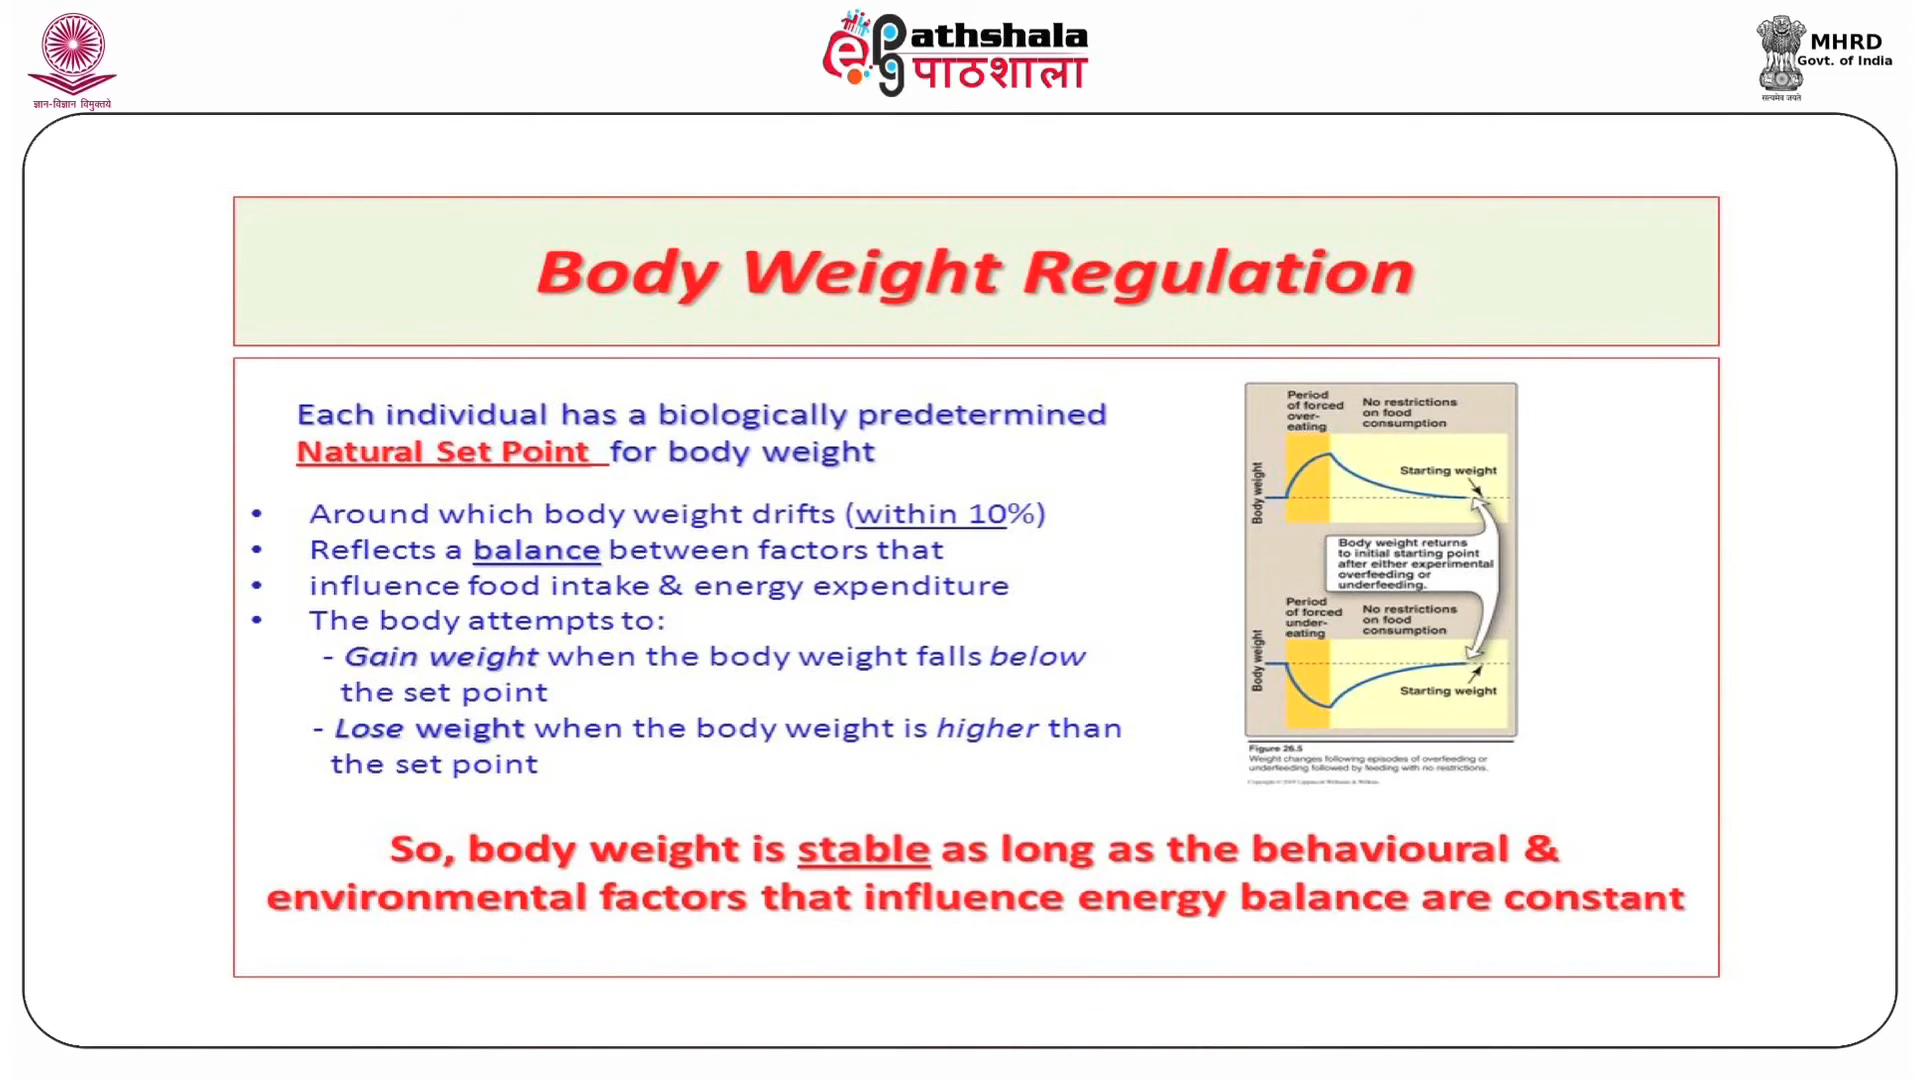 ज्ञान-विज्ञान विमुक्तये
ePG Pathshala
पाठशाला
MHRD
Govt. of India
सत्यमेव जयते
Body Weight Regulation
Each individual has a biologically predetermined
Natural Set Point for body weight
• Around which body weight drifts (within 10%)
• Reflects a balance between factors that
• influence food intake & energy expenditure
• The body attempts to:
- Gain weight when the body weight falls below
the set point
- Lose weight when the body weight is higher than
the set point
Period
of forced
over-
eating
No restrictions
on food
consumption
Starting weight
Body weight
Body weight returns
to initial starting point
after either experimental
overfeeding or
underfeeding.
Period
of forced
under-
eating
No restrictions
on food
consumption
Body weight
Starting weight
Figure 26.5
Weight changes following episodes of overfeeding or
underfeeding followed by feeding with no restrictions.
So, body weight is stable as long as the behavioural &
environmental factors that influence energy balance are constant